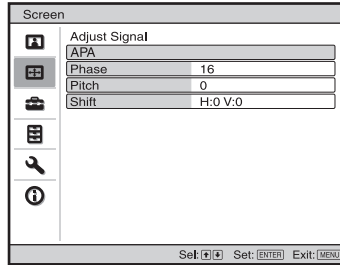 Screen
Adjust Signal
APA
Phase 16
Pitch 0
Shift H:0 V:0
Sel: Set: ENTER Exit: MENU